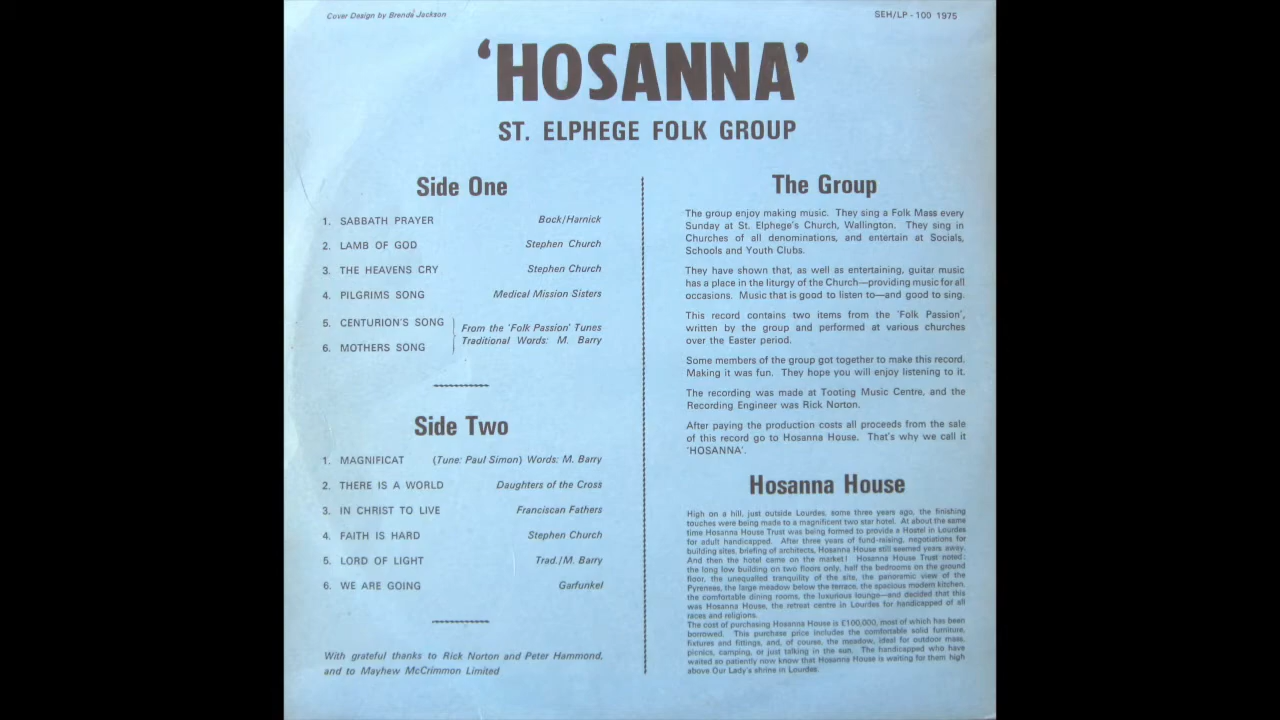 Cover Design by Brenda Jackson
SEH/LP - 100 1975
‘HOSANNA’
ST. ELPHEGE FOLK GROUP
Side One
1. SABBATH PRAYER Bock/Harnick
2. LAMB OF GOD Stephen Church
3. THE HEAVENS CRY Stephen Church
4. PILGRIMS SONG Medical Mission Sisters
5. CENTURION'S SONG
6. MOTHERS SONG
From the 'Folk Passion' Tunes
Traditional Words: M. Barry
Side Two
1. MAGNIFICAT (Tune: Paul Simon) Words: M. Barry
2. THERE IS A WORLD Daughters of the Cross
3. IN CHRIST TO LIVE Franciscan Fathers
4. FAITH IS HARD Stephen Church
5. LORD OF LIGHT Trad./M. Barry
6. WE ARE GOING Garfunkel
With grateful thanks to Rick Norton and Peter Hammond,
and to Mayhew McCrimmon Limited
The Group
The group enjoy making music. They sing a Folk Mass every
Sunday at St. Elphege's Church, Wallington. They sing in
Churches of all denominations, and entertain at Socials,
Schools and Youth Clubs.
They have shown that, as well as entertaining, guitar music
has a place in the liturgy of the Church—providing music for all
occasions. Music that is good to listen to—and good to sing.
This record contains two items from the 'Folk Passion',
written by the group and performed at various churches
over the Easter period.
Some members of the group got together to make this record.
Making it was fun. They hope you will enjoy listening to it.
The recording was made at Tooting Music Centre, and the
Recording Engineer was Rick Norton.
After paying the production costs all proceeds from the sale
of this record go to Hosanna House. That's why we call it
'HOSANNA'.
Hosanna House
High on a hill, just outside Lourdes, some three years ago, the finishing
touches were being made to a magnificent two star hotel. At about the same
time Hosanna House Trust was being formed to provide a Hostel in Lourdes
for adult handicapped. After three years of fund-raising, negotiations for
building sites, briefing of architects, Hosanna House still seemed years away.
And then the hotel came on the market! Hosanna House Trust noted:
the long low building on two floors only, half the bedrooms on the ground
floor, the unequalled tranquility of the site, the panoramic view of the
Pyrenees, the large meadow below the terrace, the spacious modern kitchen,
the comfortable dining rooms, the luxurious lounge—and decided that this
was Hosanna House, the retreat centre in Lourdes for handicapped of all
races and religions.
The cost of purchasing Hosanna House is £100,000, most of which has been
borrowed. This purchase price includes the comfortable solid furniture,
fixtures and fittings, and, of course, the meadow, ideal for outdoor mass,
picnics, camping, or just talking in the sun. The handicapped who have
waited so patiently now know that Hosanna House is waiting for them high
above Our Lady's shrine in Lourdes.